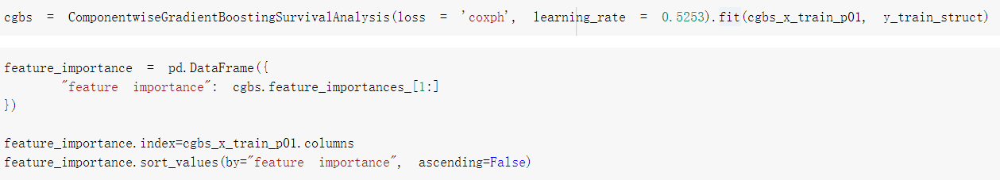 cgbs = ComponentwiseGradientBoostingSurvivalAnalysis(loss = 'coxph', learning_rate = 0.5253).fit(cgbs_x_train_p01, y_train_struct)
feature_importance = pd.DataFrame({
"feature importance": cgbs.feature_importances_[1:]
})
feature_importance.index=cgbs_x_train_p01.columns
feature_importance.sort_values(by="feature importance", ascending=False)